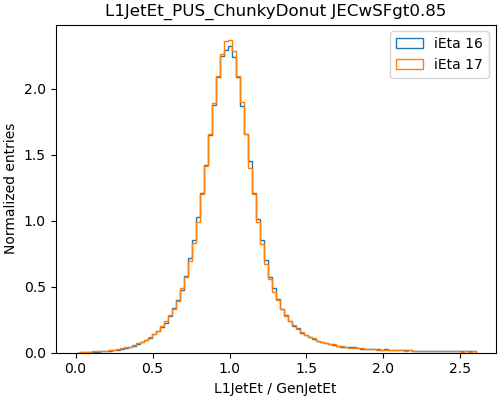 L1JetEt_PUS_ChunkyDonut JECwSFgt0.85
iEta 16
iEta 17
Normalized entries
2.0
1.5
1.0
0.5
0.0
0.0 0.5 1.0 1.5 2.0 2.5
L1JetEt / GenJetEt